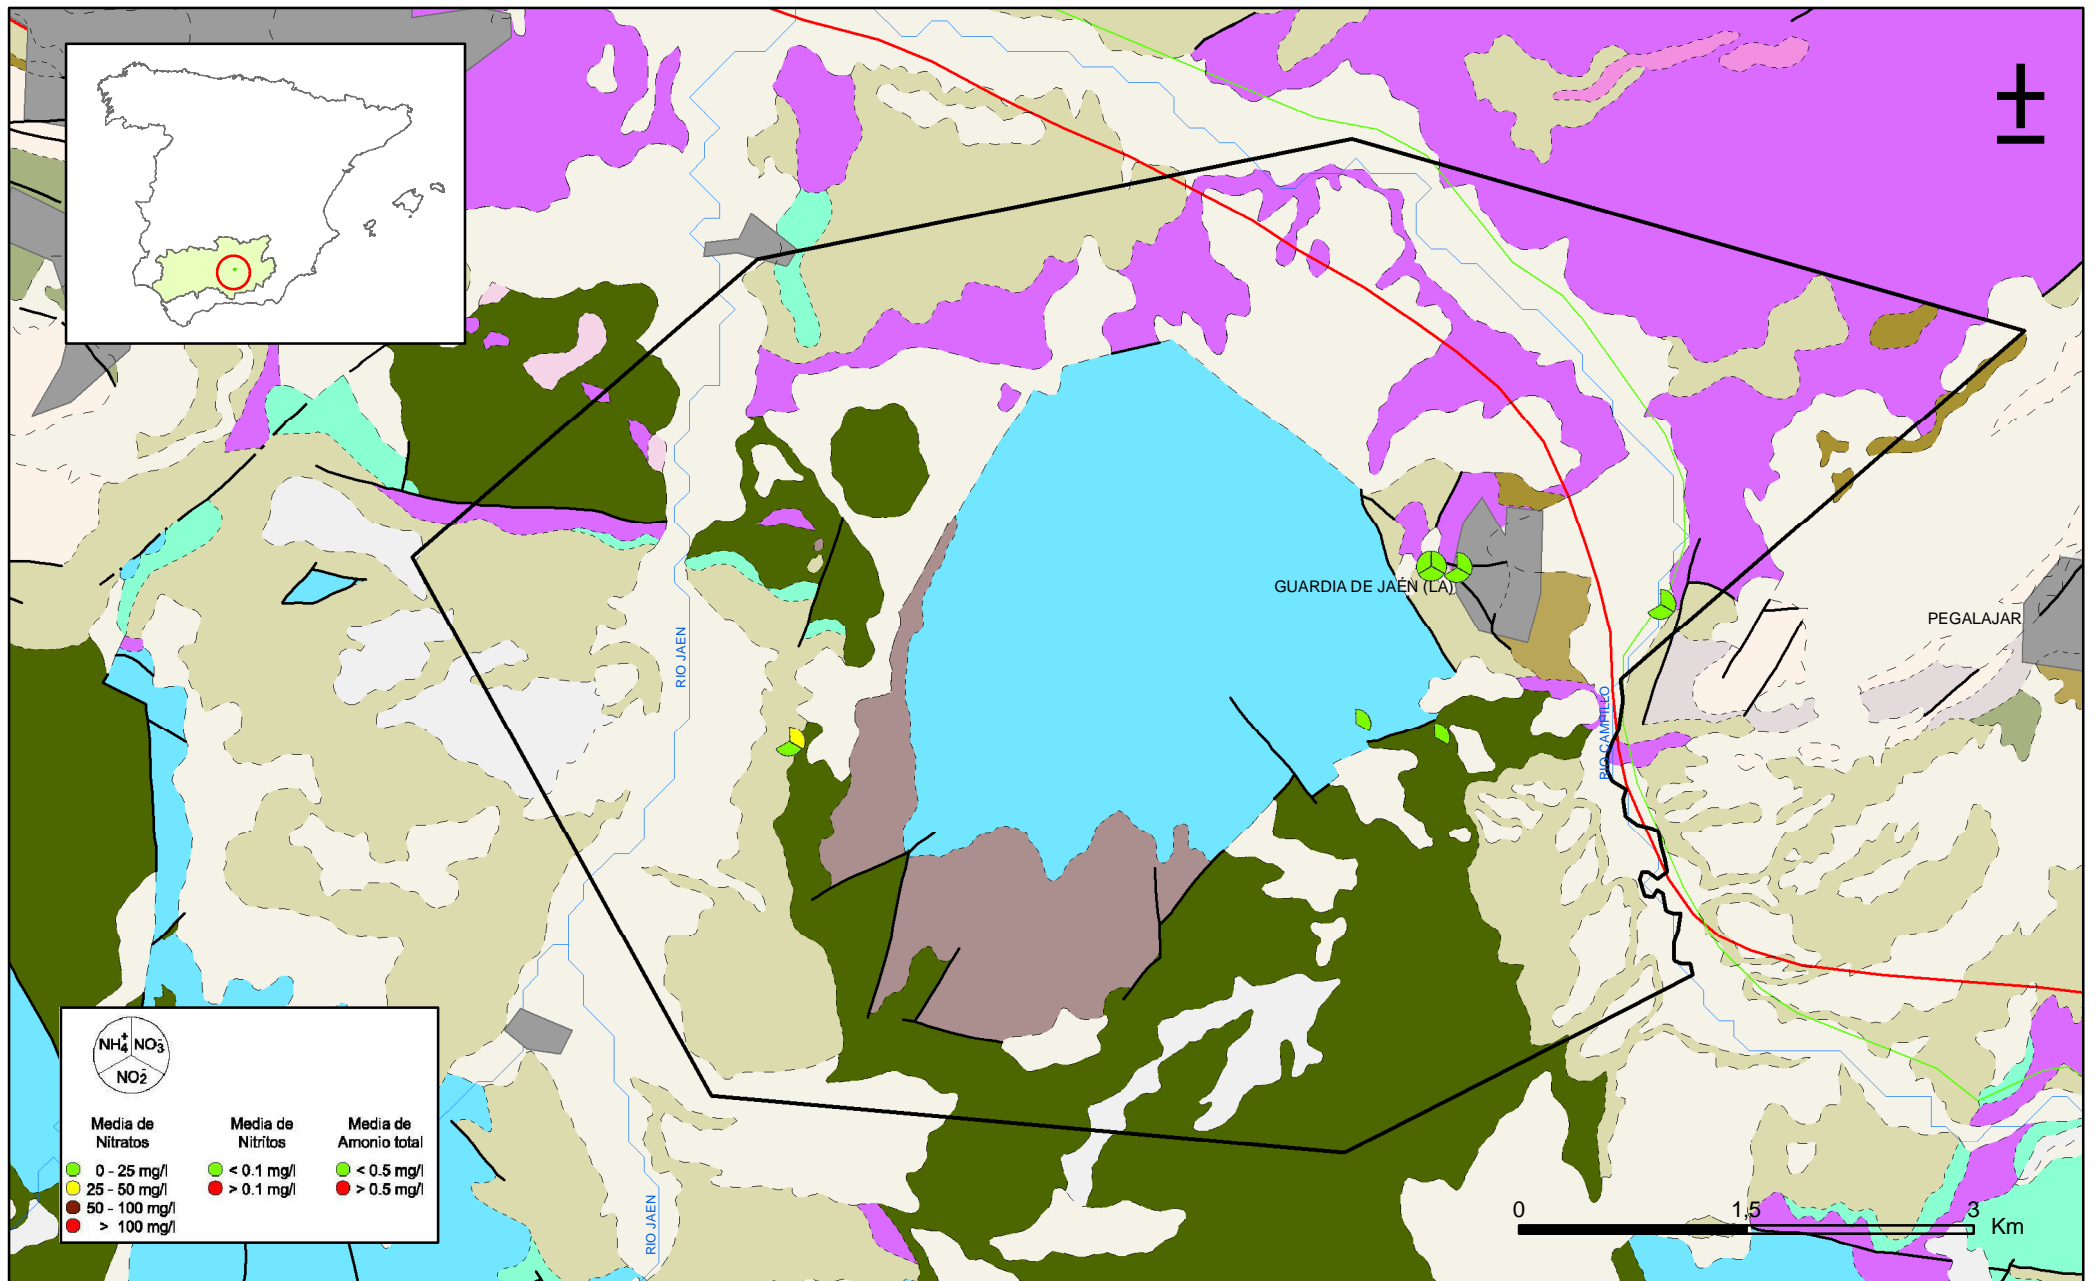 GUARDIA DE JAÉN (LA)
PEGALAJAR
RIO JAEN
RIO CAMPILLO
RIO JAEN
NH4+ NO3-
NO2-
Media de Nitratos
0 - 25 mg/l
25 - 50 mg/l
50 - 100 mg/l
> 100 mg/l
Media de Nitritos
< 0.1 mg/l
> 0.1 mg/l
Media de Amonio total
< 0.5 mg/l
> 0.5 mg/l
0 1,5 3 Km